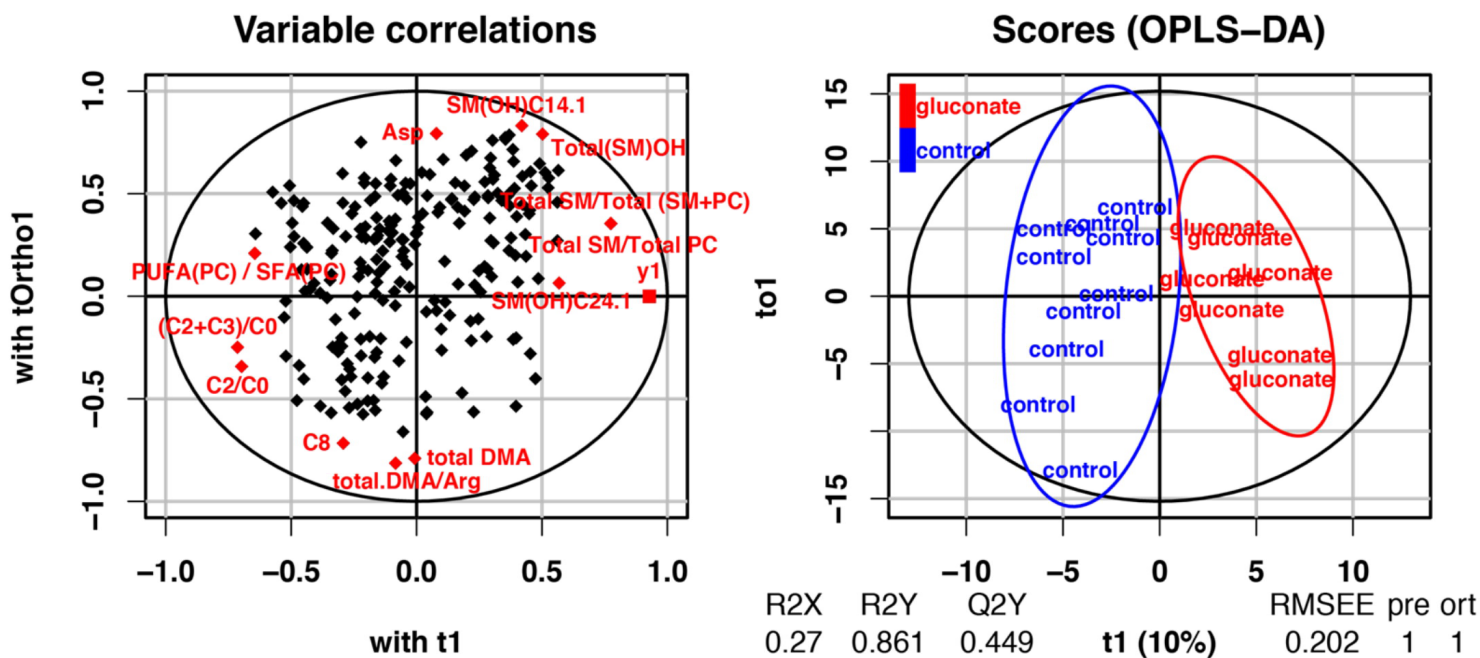 Variable correlations
with tOrtho1
1.0
0.5
0.0
−0.5
−1.0
SM(OH)C14.1
Asp
Total(SM)OH
Total SM/Total (SM+PC)
Total SM/Total PC
PUFA(PC) / SFA(PC)
y1
SM(OH)C24.1
(C2+C3)/C0
C2/C0
C8
total DMA
total.DMA/Arg
−1.0
−0.5
0.0
0.5
1.0
with t1
Scores (OPLS−DA)
to1
15
10
5
0
−5
−15
gluconate
control
control
control
control
control
control
control
control
control
control
control
gluconate
gluconate
gluconate
gluconate
gluconate
gluconate
gluconate
−10
−5
0
5
10
R2X R2Y Q2Y RMSEE pre ort
0.27 0.861 0.449 t1 (10%) 0.202 1 1